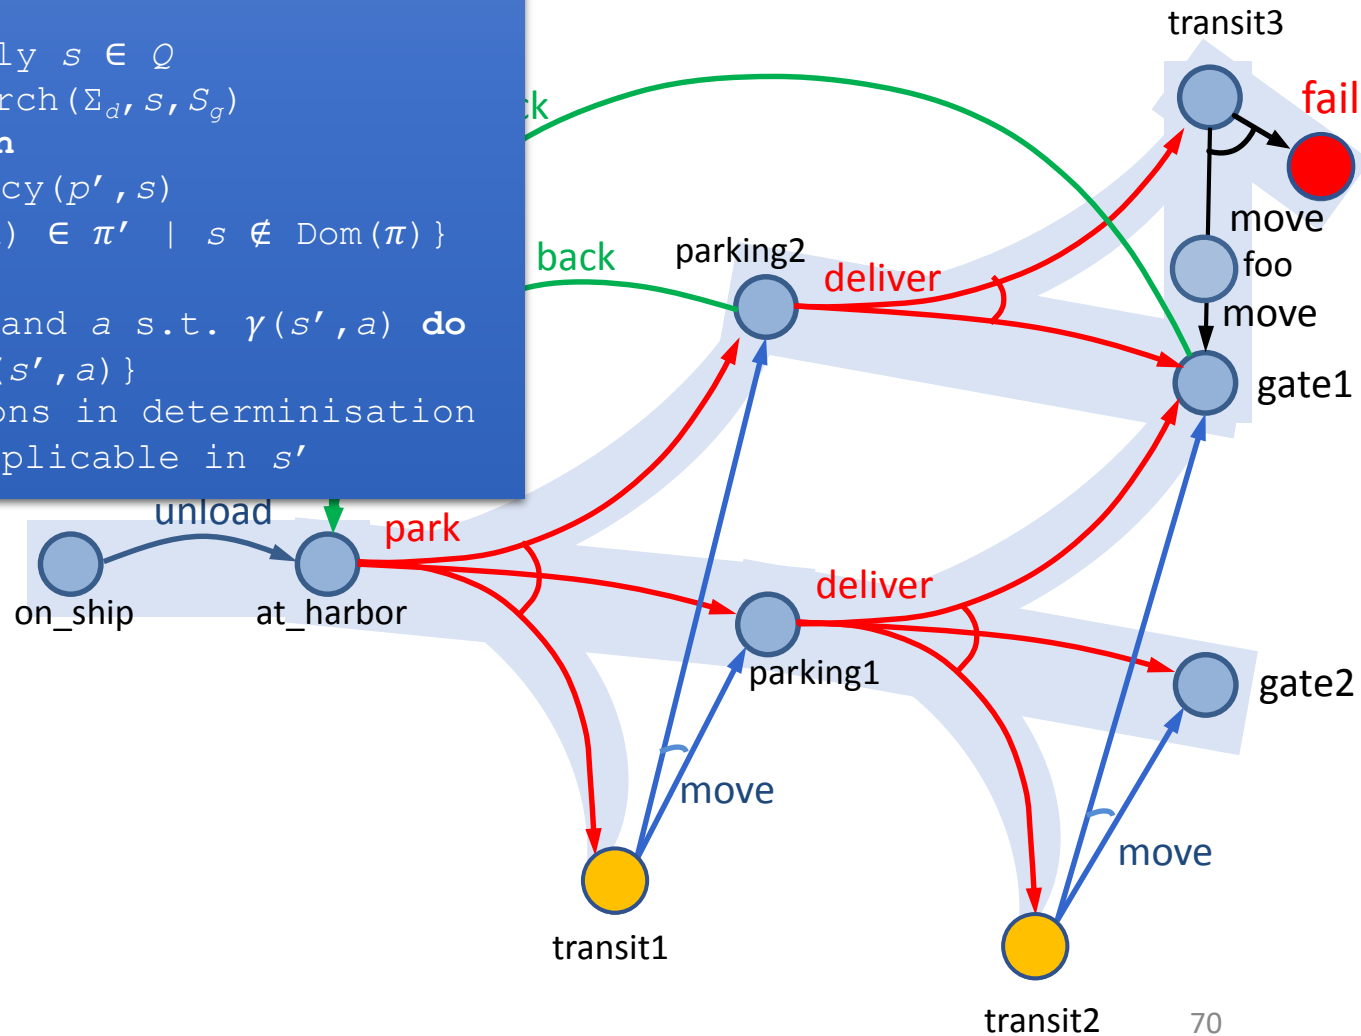 ly s ∈ Q
rch(Σd,s,Sg)
n
cy(p′,s)
) ∈ π′ | s ∉ Dom(π)}
and a s.t. γ(s′,a) do
(s′,a)}
ons in determinisation
plicable in s′
transit3
fail
ck
move
parking2
back
deliver
foo
move
gate1
unload
park
on_ship
at_harbor
deliver
parking1
gate2
move
move
transit1
transit2
70